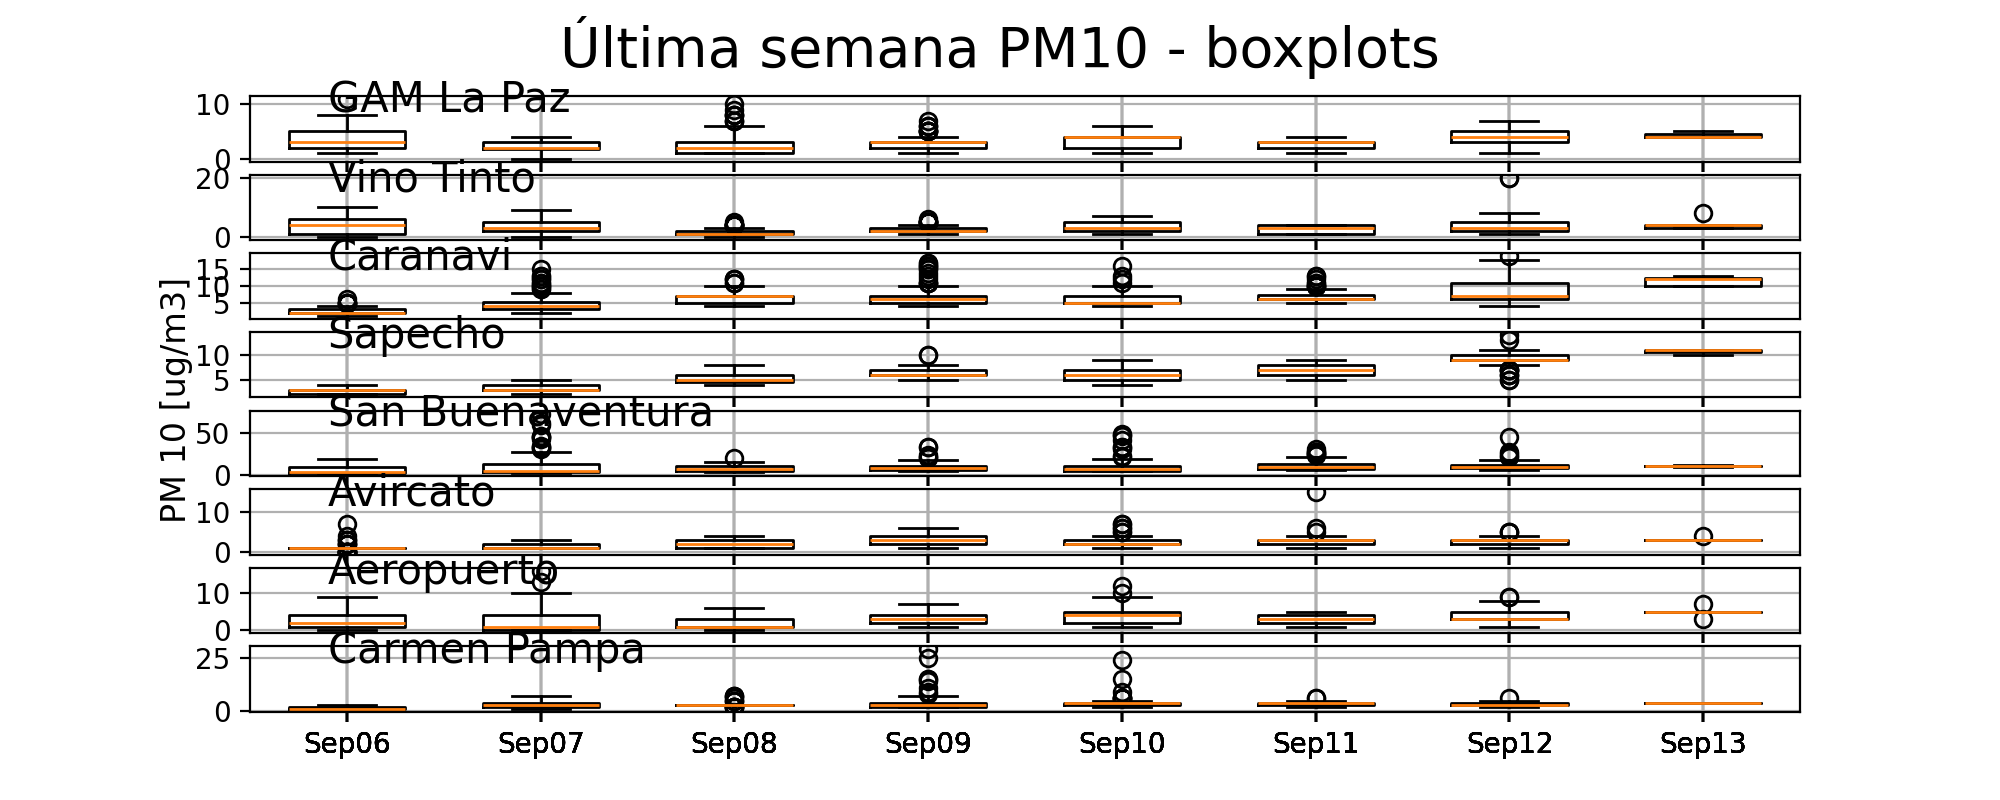 Última semana PM10 - boxplots
PM 10 [ug/m3]
GAM La Paz
10
0
Vino Tinto
20
0
Caranavi
15
10
5
Sapecho
10
5
San Buenaventura
50
0
Avircato
10
0
Aeropuerto
10
0
Carmen Pampa
25
0
Sep06 Sep07 Sep08 Sep09 Sep10 Sep11 Sep12 Sep13